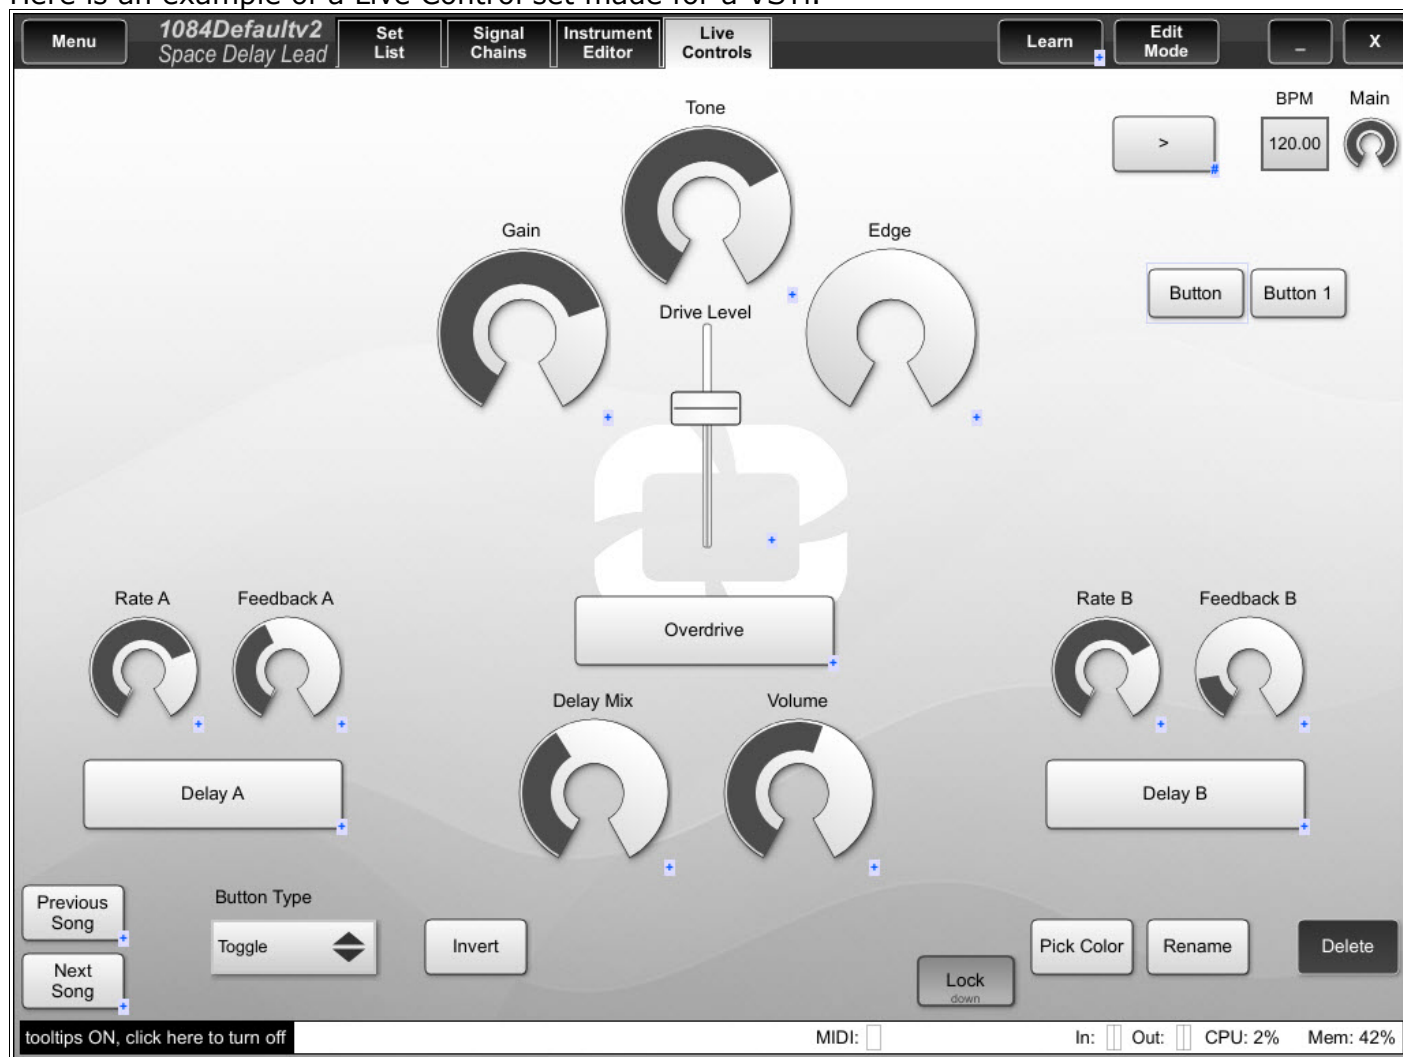 Here is an example of a Live Control set made for a VSTi.
Menu
1084Defaultv2
Space Delay Lead
Set
List
Signal
Chains
Instrument
Editor
Live
Controls
Learn
+
Edit
Mode
_
X
Tone
BPM
Main
>
#
120.00
Gain
Edge
+
Button
Button 1
Drive Level
+
+
+
Rate A
Feedback A
Rate B
Feedback B
Overdrive
+
Delay Mix
Volume
+
+
+
+
Delay A
+
Delay B
+
+
+
Previous
Song
+
Next
Song
+
Button Type
Toggle
Invert
Lock
down
Pick Color
Rename
Delete
tooltips ON, click here to turn off
MIDI:
In:
Out:
CPU: 2%
Mem: 42%